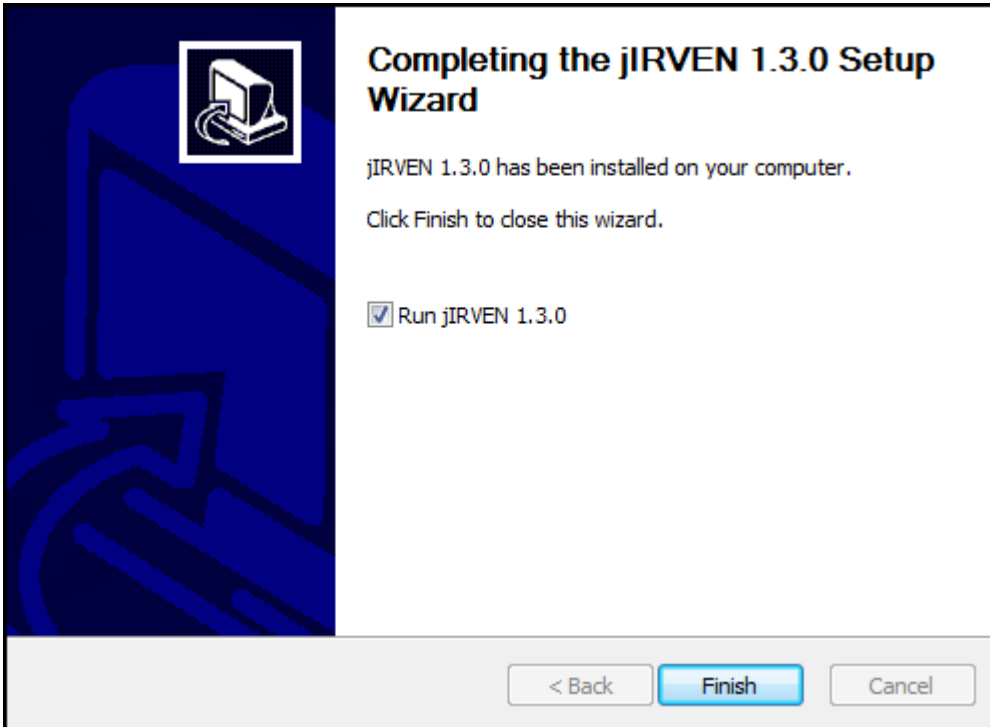 Completing the jIRVEN 1.3.0 Setup
Wizard
jIRVEN 1.3.0 has been installed on your computer.
Click Finish to close this wizard.
Run jIRVEN 1.3.0
< Back
Finish
Cancel